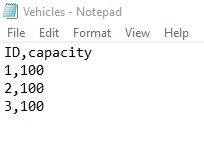 Vehicles - Notepad
File Edit Format View Help
ID,capacity
1,100
2,100
3,100